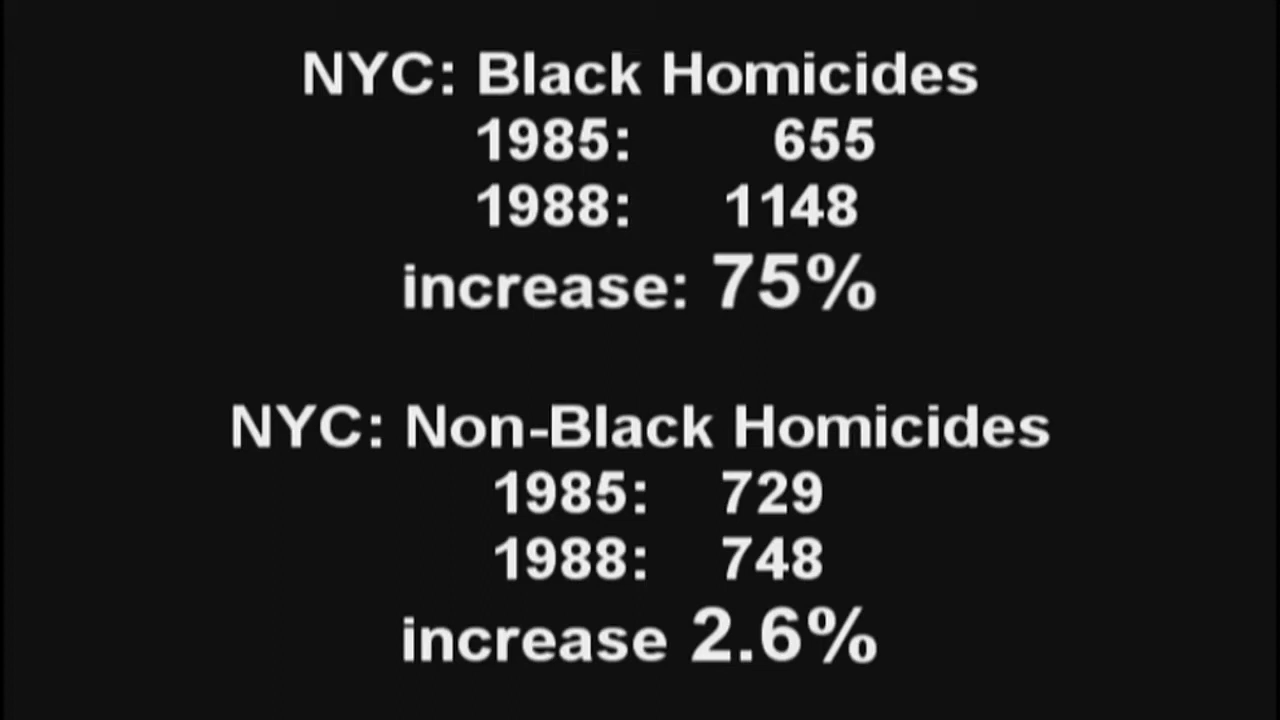 NYC: Black Homicides
1985: 655
1988: 1148
increase: 75%
NYC: Non-Black Homicides
1985: 729
1988: 748
increase 2.6%